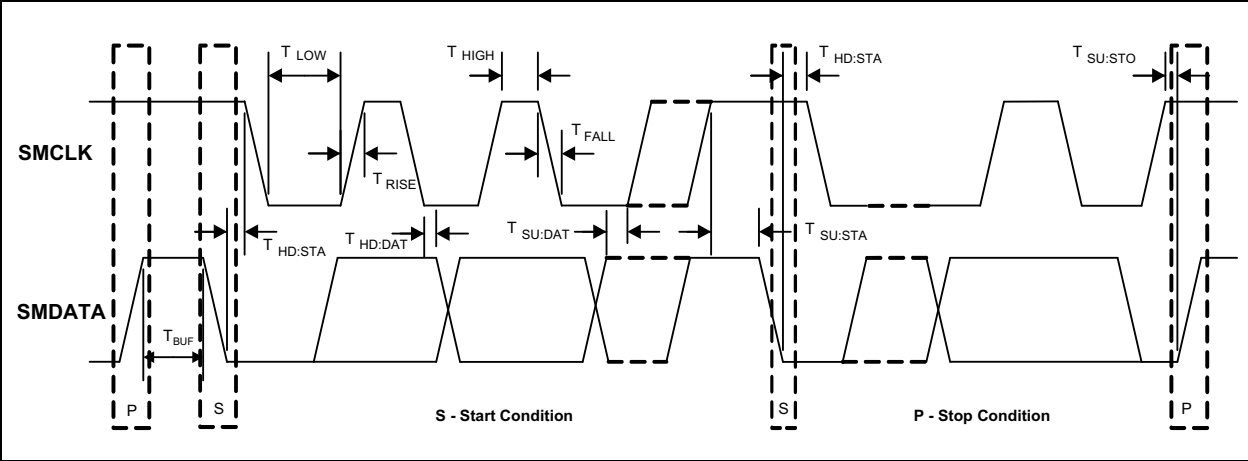 T LOW
T HIGH
T HD:STA
T SU:STO
SMCLK
T FALL
T RISE
T HD:STA
T HD:DAT
T SU:DAT
T SU:STA
SMDATA
T BUF
P
S
S - Start Condition
S
P - Stop Condition
P